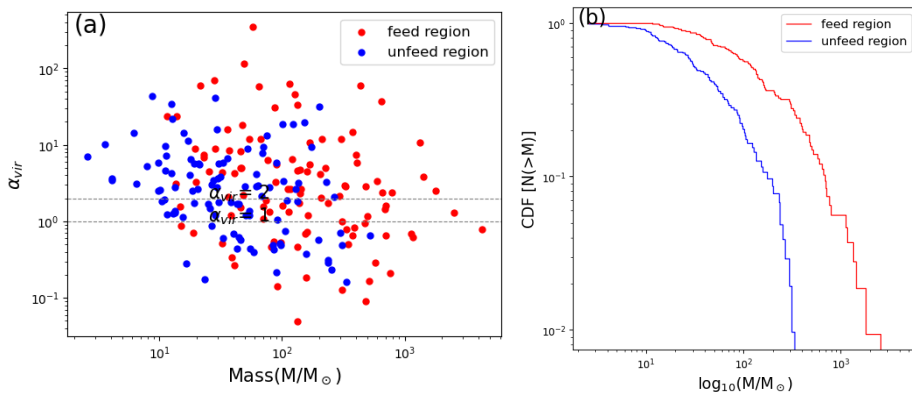 (a)
feed region
unfeed region
10²
10¹
10⁰
10⁻¹
α_vir
α_vir = 2
α_vir = 1
10¹
10²
10³
Mass(M/M⊙)
(b)
feed region
unfeed region
10⁰
10⁻¹
10⁻²
CDF [N(>M)]
10¹
10²
10³
log₁₀(M/M⊙)